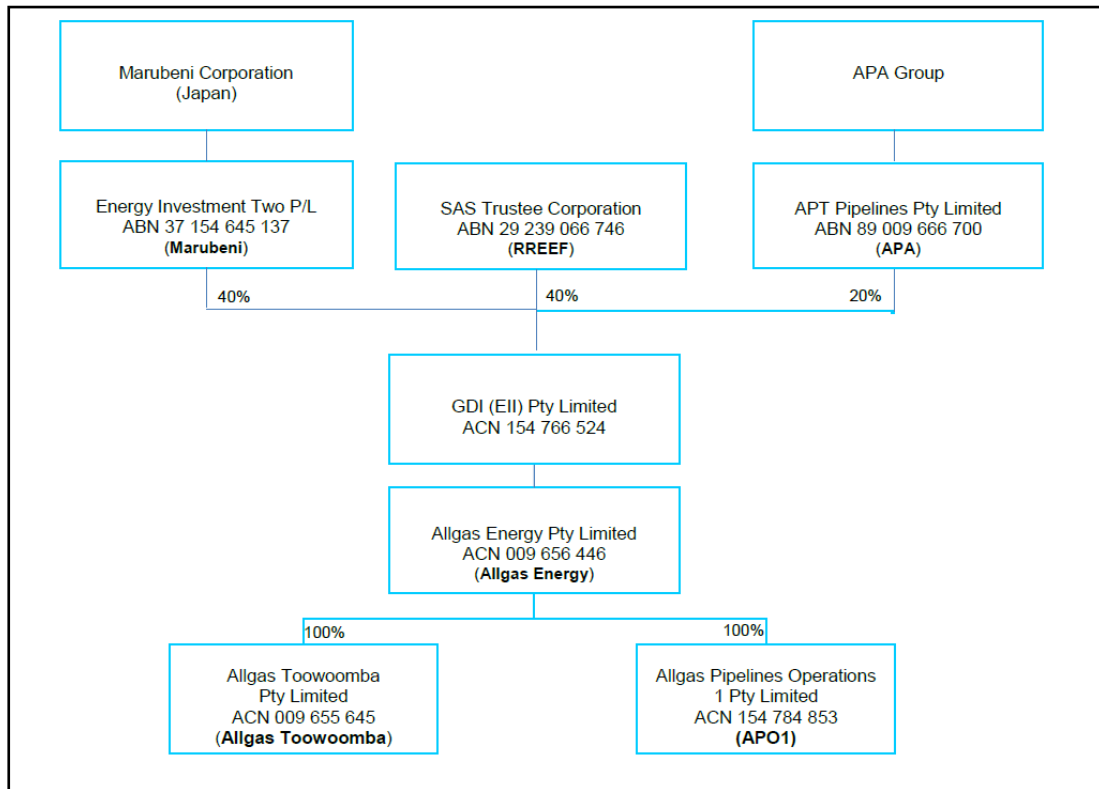 Marubeni Corporation
(Japan)
APA Group
Energy Investment Two P/L
ABN 37 154 645 137
(Marubeni)
SAS Trustee Corporation
ABN 29 239 066 746
(RREEF)
APT Pipelines Pty Limited
ABN 89 009 666 700
(APA)
40%
40%
20%
GDI (EII) Pty Limited
ACN 154 766 524
Allgas Energy Pty Limited
ACN 009 656 446
(Allgas Energy)
100%
100%
Allgas Toowoomba
Pty Limited
ACN 009 655 645
(Allgas Toowoomba)
Allgas Pipelines Operations
1 Pty Limited
ACN 154 784 853
(APO1)